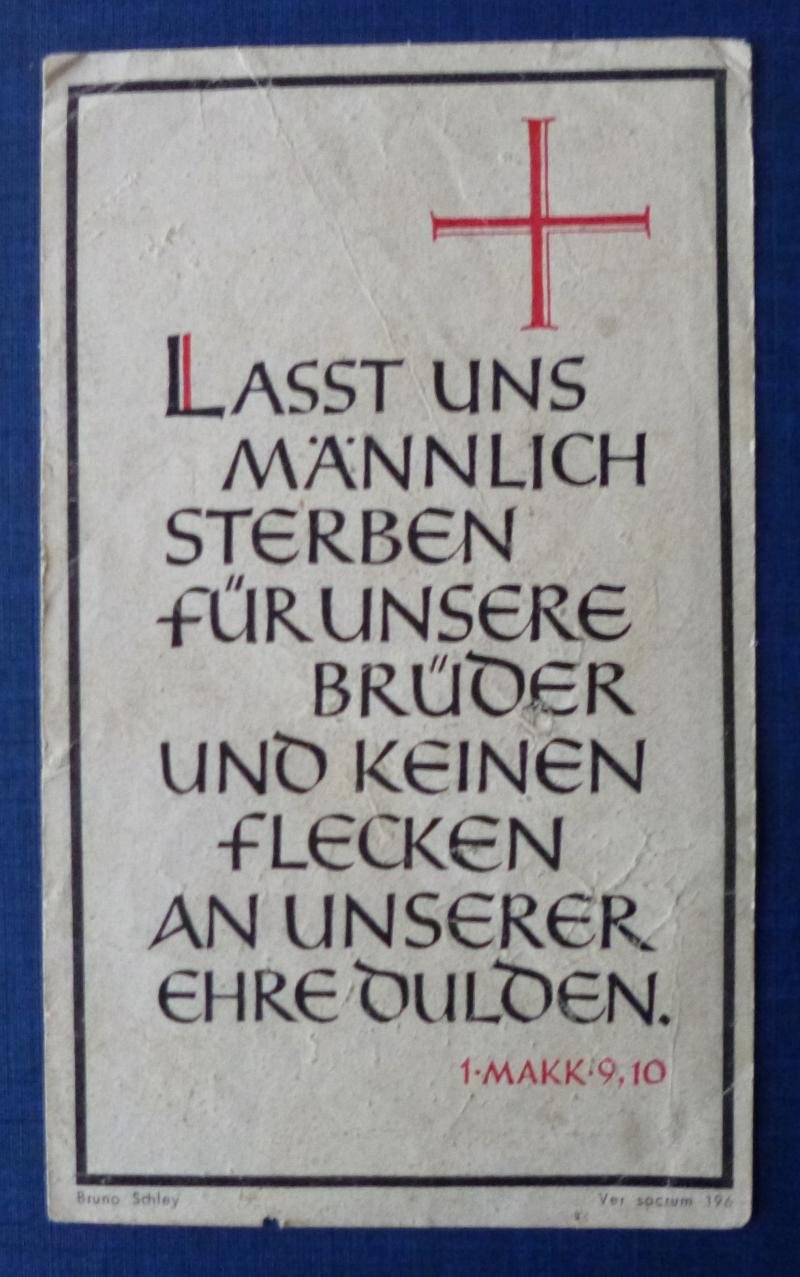 LASST UNS
MÄNNLICH
STERBEN
FÜR UNSERE
BRÜDER
UND KEINEN
FLECKEN
AN UNSERER
EHRE DULDEN.
1·MAKK·9,10
Bruno Schley
Ver sacrum 196